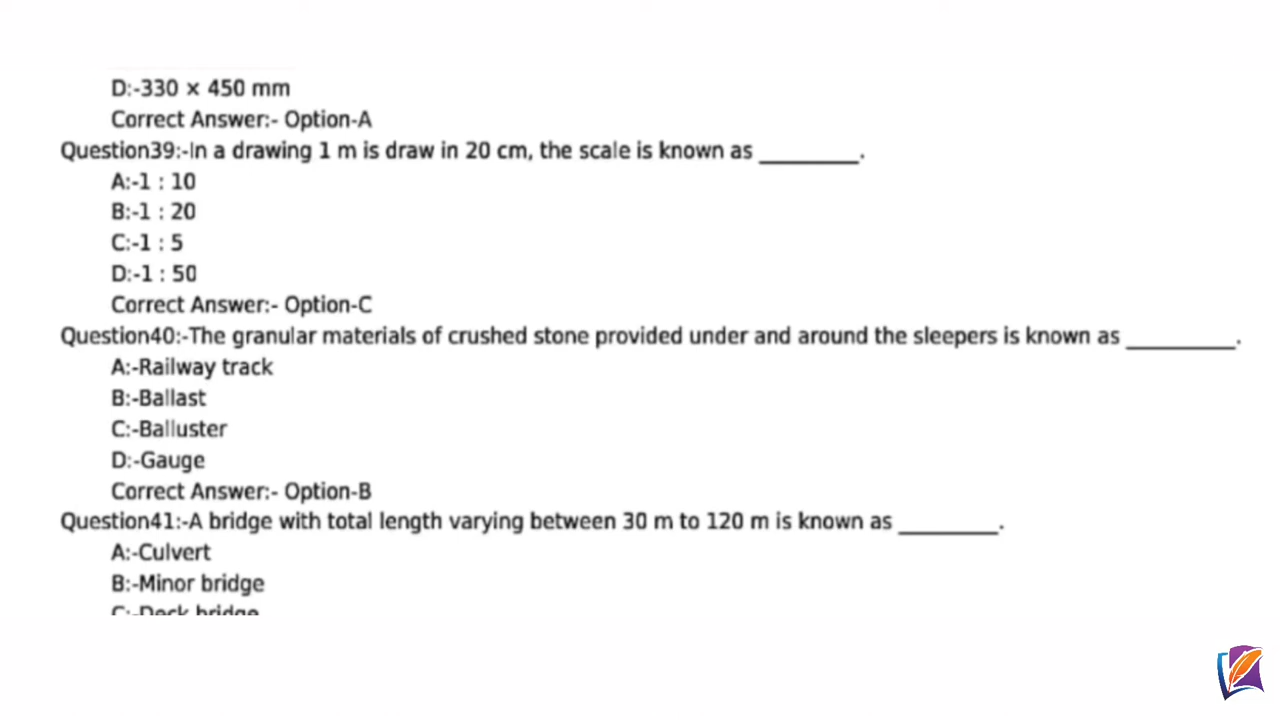 D:-330 × 450 mm
Correct Answer:- Option-A
Question39:-In a drawing 1 m is draw in 20 cm, the scale is known as _________.
A:-1 : 10
B:-1 : 20
C:-1 : 5
D:-1 : 50
Correct Answer:- Option-C
Question40:-The granular materials of crushed stone provided under and around the sleepers is known as __________.
A:-Railway track
B:-Ballast
C:-Balluster
D:-Gauge
Correct Answer:- Option-B
Question41:-A bridge with total length varying between 30 m to 120 m is known as _________.
A:-Culvert
B:-Minor bridge
C:-Deck bridge